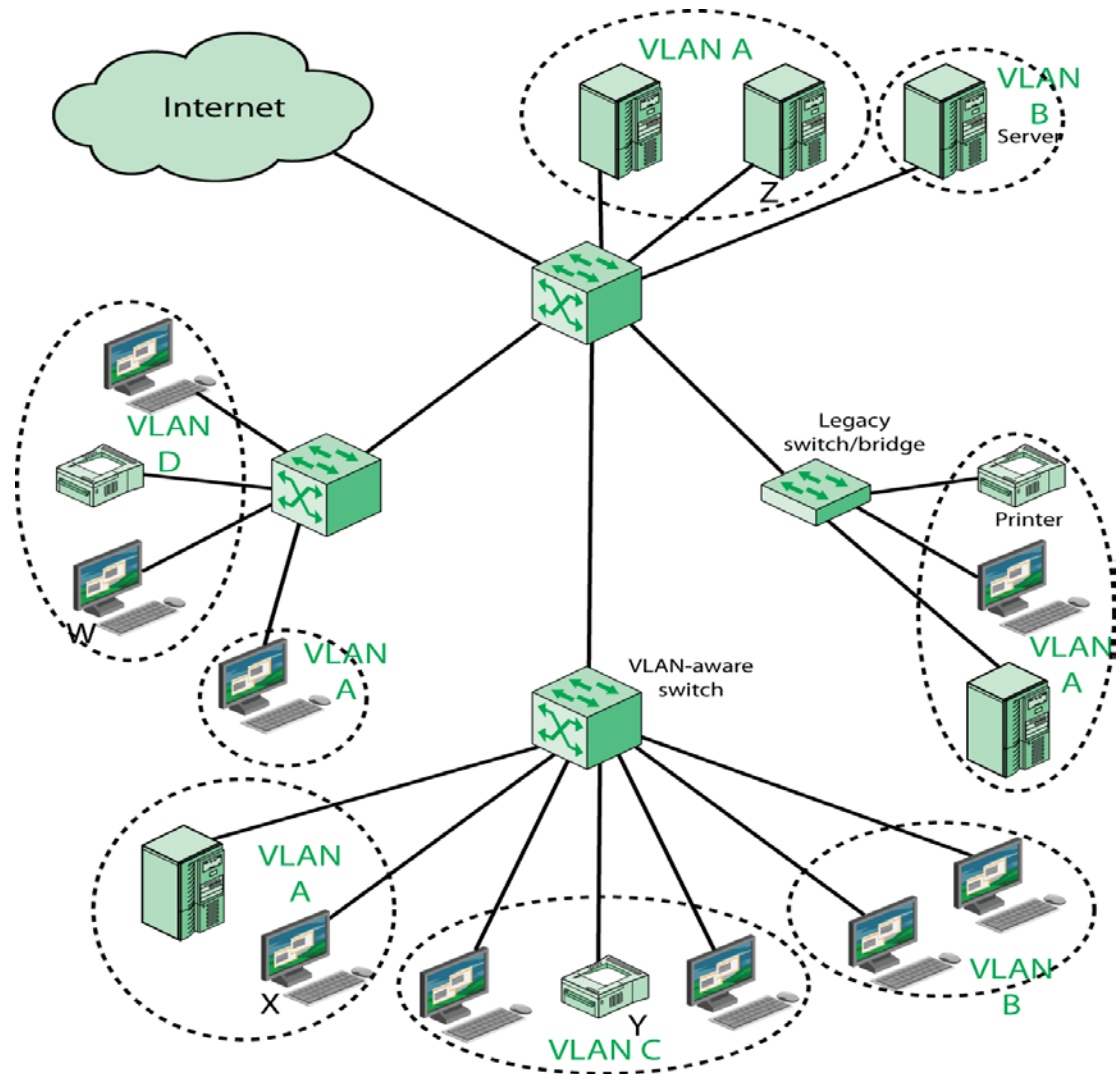 VLAN A
Internet
VLAN
B
Server
Z
VLAN
D
Legacy
switch/bridge
Printer
W
VLAN
A
VLAN-aware
switch
VLAN
A
VLAN
A
X
VLAN
B
Y
VLAN C